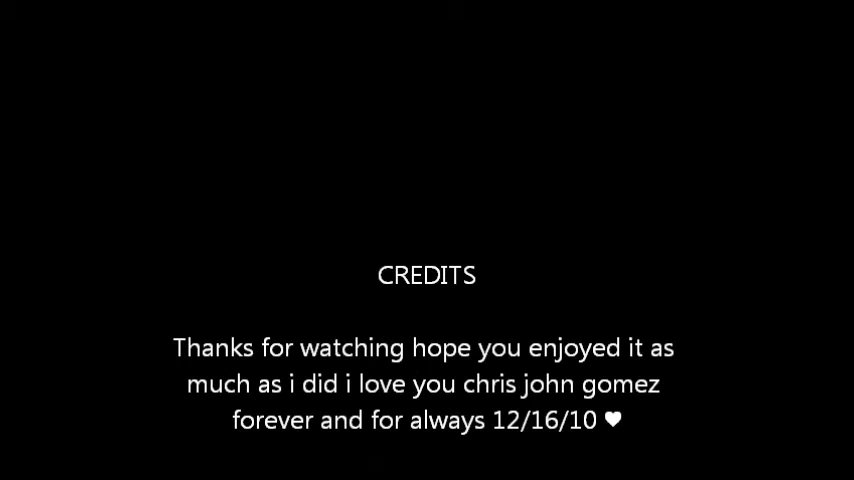 CREDITS
Thanks for watching hope you enjoyed it as
much as i did i love you chris john gomez
forever and for always 12/16/10 ♥